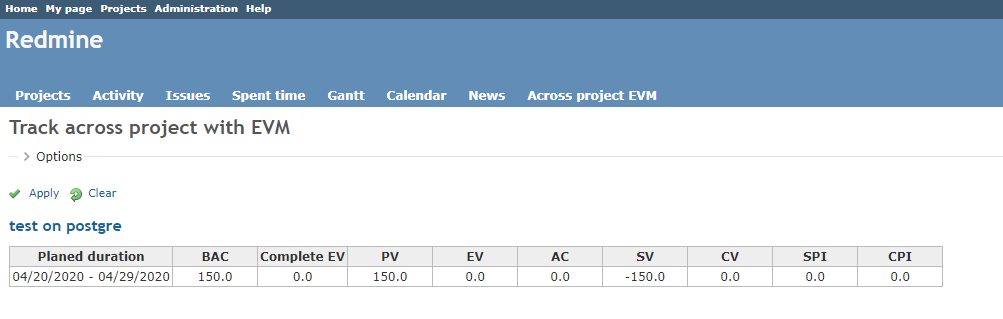 Home My page Projects Administration Help
Redmine
Projects Activity Issues Spent time Gantt Calendar News Across project EVM
Track across project with EVM
Options
Apply Clear
test on postgre
Planed duration BAC Complete EV PV EV AC SV CV SPI CPI
04/20/2020 - 04/29/2020 150.0 0.0 150.0 0.0 0.0 -150.0 0.0 0.0 0.0